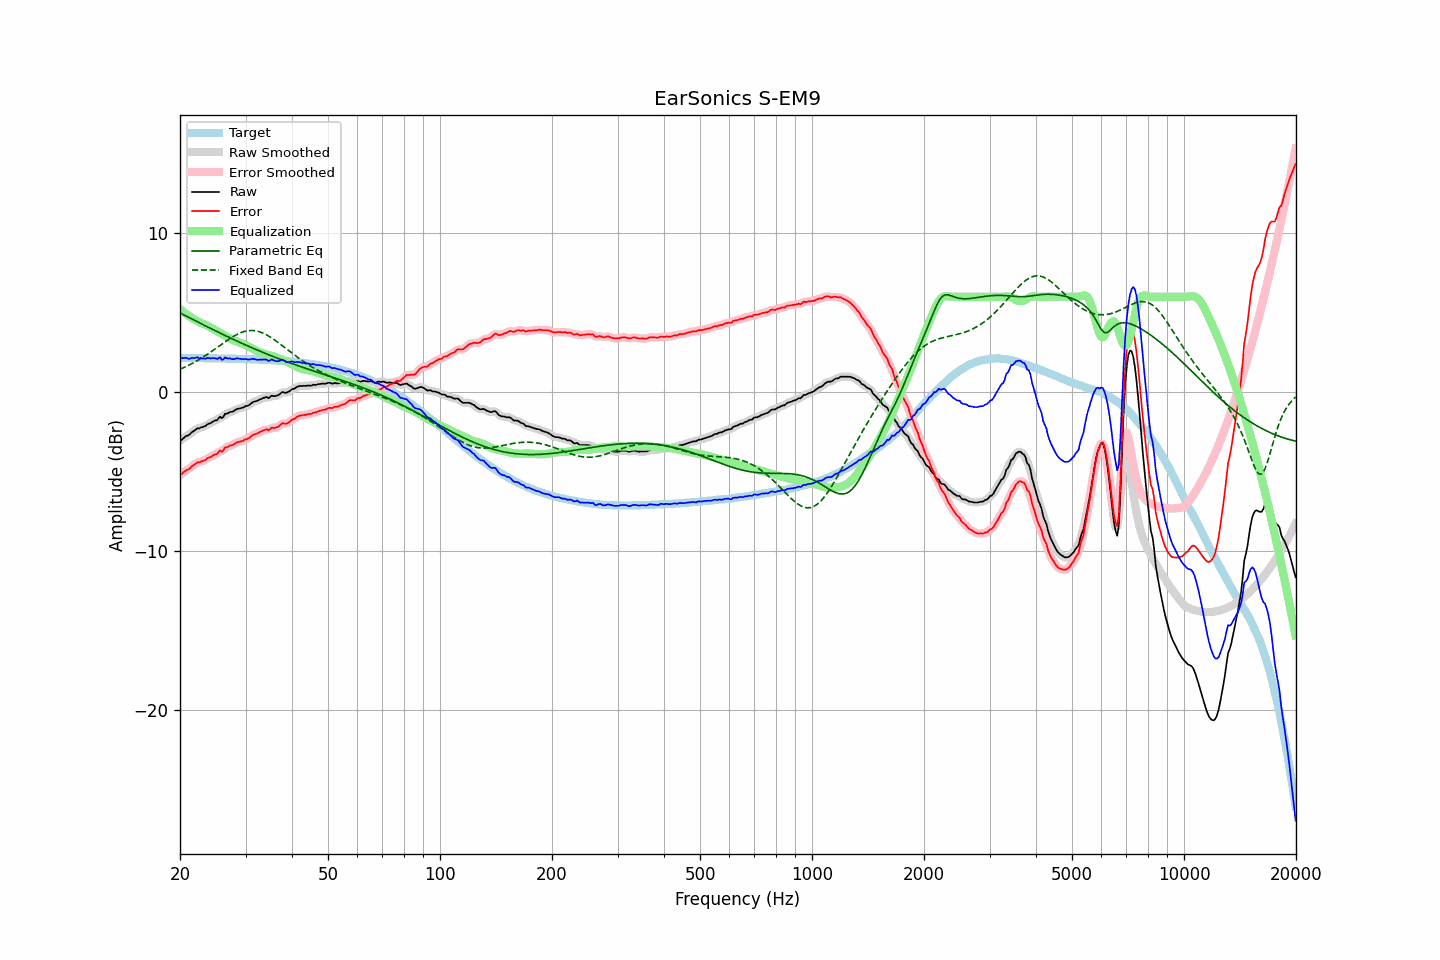 EarSonics S-EM9
Target
Raw Smoothed
Error Smoothed
Raw
Error
Equalization
Parametric Eq
Fixed Band Eq
Equalized
Amplitude (dBr)
10
0
−10
−20
20 50 100 200 500 1000 2000 5000 10000 20000
Frequency (Hz)